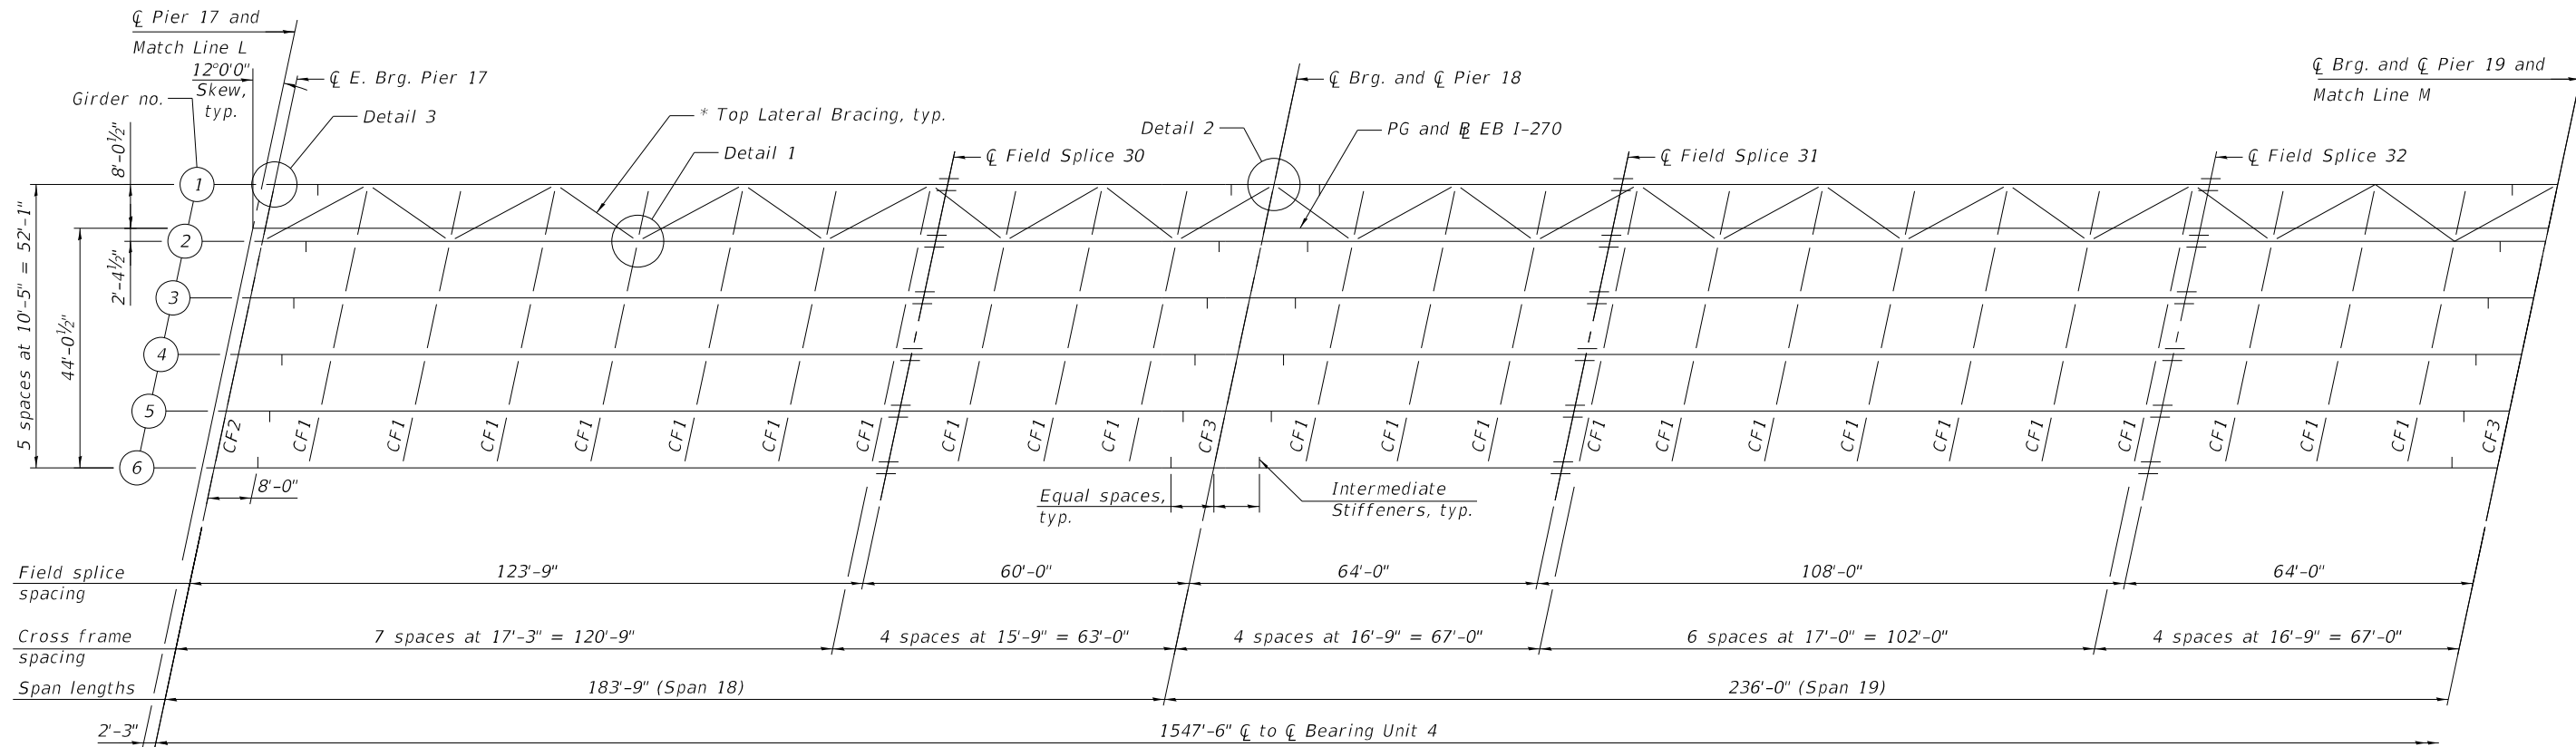 ℄ Pier 17 and
Match Line L
12°0'0"
Skew,
typ.
℄ E. Brg. Pier 17
Girder no.
Detail 3
* Top Lateral Bracing, typ.
Detail 1
Detail 2
℄ Brg. and ℄ Pier 18
PG and B̵L EB I-270
℄ Brg. and ℄ Pier 19 and
Match Line M
℄ Field Splice 30
℄ Field Splice 31
℄ Field Splice 32
8'-0½"
2'-4½"
44'-0½"
5 spaces at 10'-5" = 52'-1"
1
2
3
4
5
6
CF2
CF1
CF1
CF1
CF1
CF1
CF1
CF1
CF1
CF1
CF1
CF3
CF1
CF1
CF1
CF1
CF1
CF1
CF1
CF1
CF1
CF1
CF1
CF1
CF1
CF3
8'-0"
Equal spaces,
typ.
Intermediate
Stiffeners, typ.
Field splice
spacing
123'-9"
60'-0"
64'-0"
108'-0"
64'-0"
Cross frame
spacing
7 spaces at 17'-3" = 120'-9"
4 spaces at 15'-9" = 63'-0"
4 spaces at 16'-9" = 67'-0"
6 spaces at 17'-0" = 102'-0"
4 spaces at 16'-9" = 67'-0"
Span lengths
183'-9" (Span 18)
236'-0" (Span 19)
2'-3"
1547'-6" ℄ to ℄ Bearing Unit 4